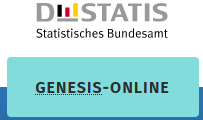 DESTATIS
Statistisches Bundesamt
GENESIS-ONLINE